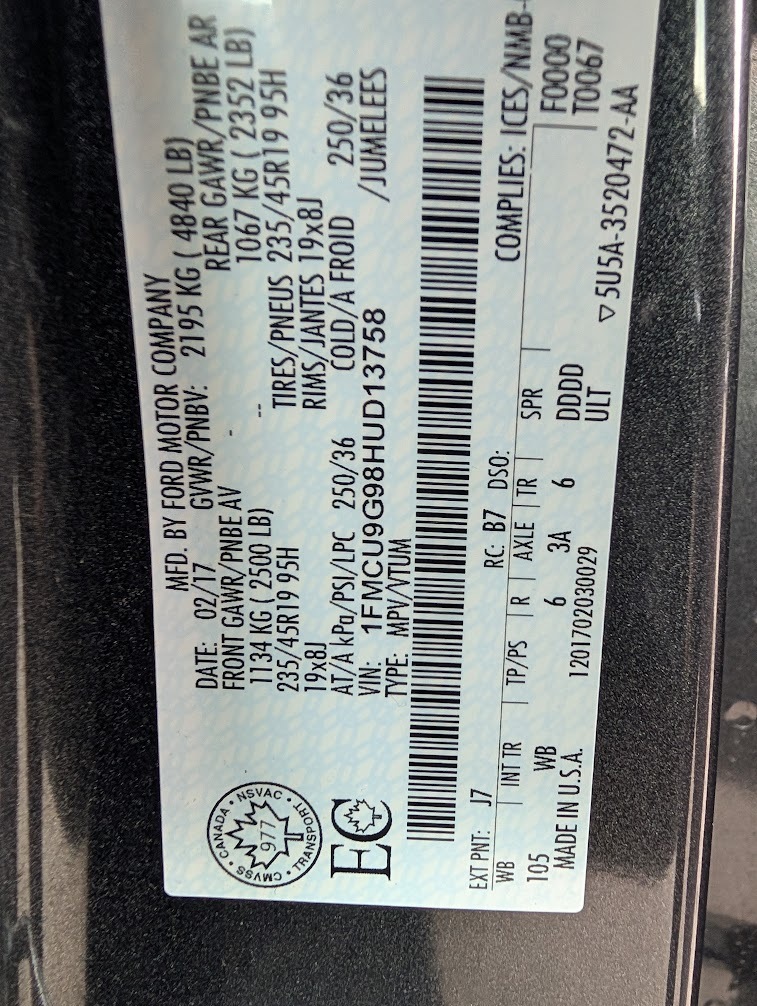 MFD. BY FORD MOTOR COMPANY
DATE: 02/17 GVWR/PNBV: 2195 KG ( 4840 LB)
FRONT GAWR/PNBE AV - REAR GAWR/PNBE AR
1134 KG ( 2500 LB) -- 1067 KG ( 2352 LB)
235/45R19 95H TIRES/PNEUS 235/45R19 95H
19x8J RIMS/JANTES 19x8J
AT/A kPa/PSI/LPC 250/36 COLD/A FROID 250/36
VIN: 1FMCU9G98HUD13758 /JUMELEES
TYPE: MPV/VTUM
CMVSS • CANADA • NSVAC • TRANSPORT •
977
EC
EXT PNT: J7 RC: B7 DSO: COMPLIES: ICES/NMB-
WB | INT TR | TP/PS | R | AXLE | TR | SPR
105 WB 6 3A 6 DDDD F0000
MADE IN U.S.A. 1201702030029 ULT T0067
▽ 5U5A-3520472-AA